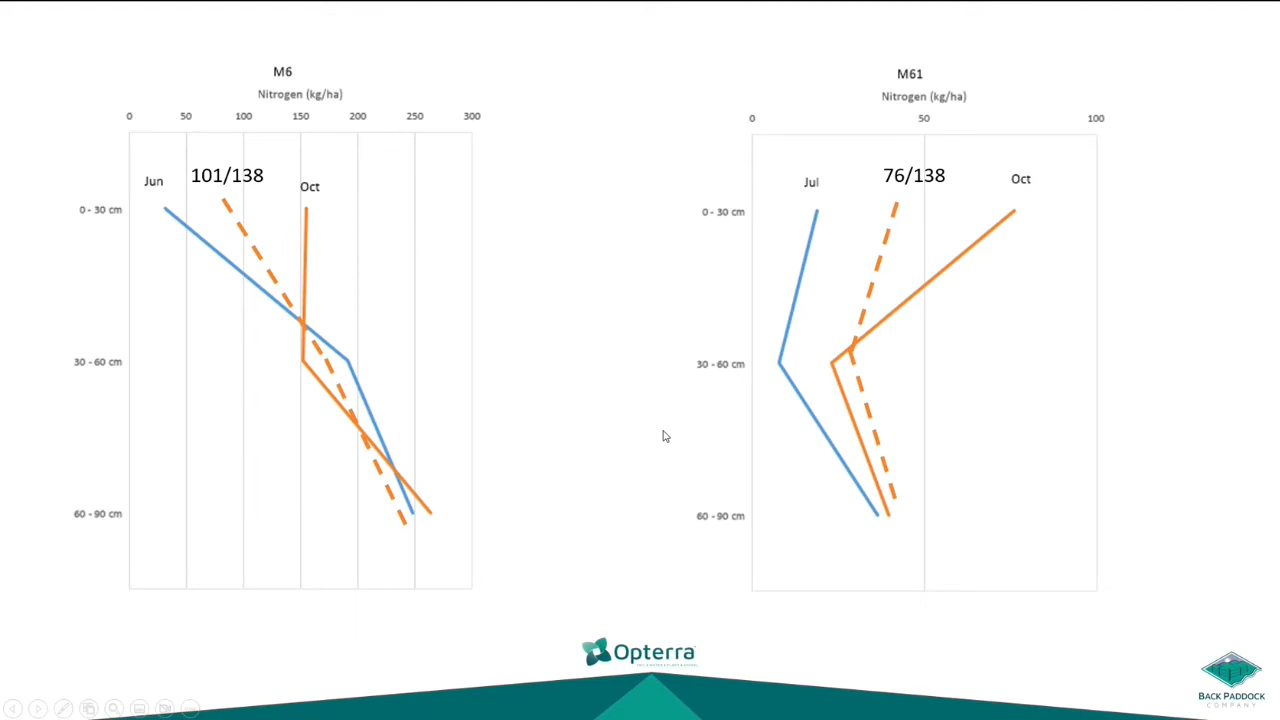 M6
Nitrogen (kg/ha)
0 50 100 150 200 250 300
Jun 101/138 Oct
0 - 30 cm
30 - 60 cm
60 - 90 cm
M61
Nitrogen (kg/ha)
0 50 100
Jul 76/138 Oct
0 - 30 cm
30 - 60 cm
60 - 90 cm
Opterra
BACK PADDOCK
COMPANY